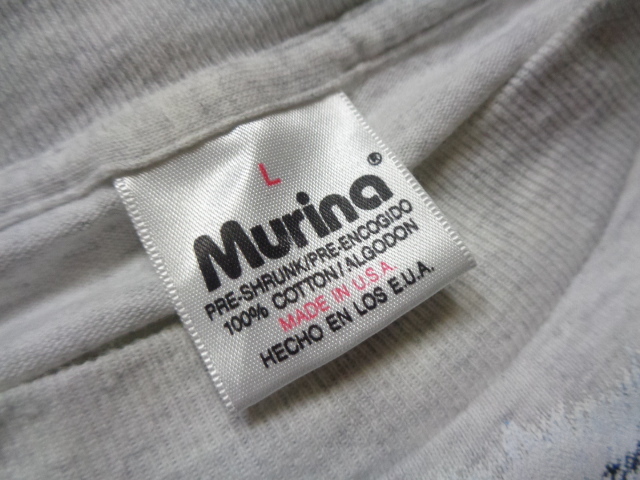 L
Murina®
PRE-SHRUNK/PRE-ENCOGIDO
100% COTTON/ALGODON
MADE IN U.S.A.
HECHO EN LOS E.U.A.